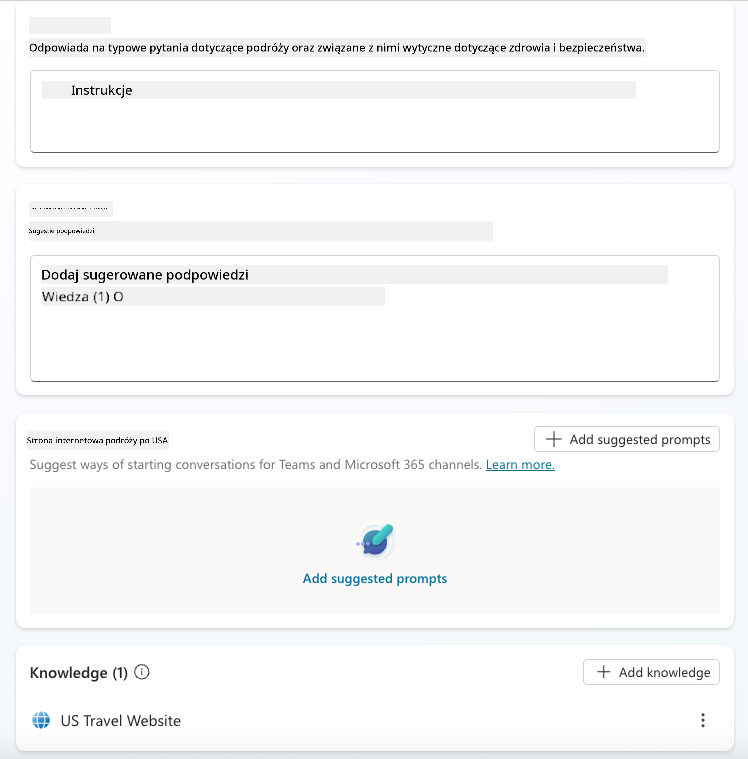 Odpowiada na typowe pytania dotyczące podróży oraz związane z nimi wytyczne dotyczące zdrowia i bezpieczeństwa.
Instrukcje
Sugestie podpowiedzi
Dodaj sugerowane podpowiedzi
Wiedza (1) O
Strona internetowa podróży po USA
Add suggested prompts
Suggest ways of starting conversations for Teams and Microsoft 365 channels. Learn more.
Add suggested prompts
Knowledge (1)
Add knowledge
US Travel Website